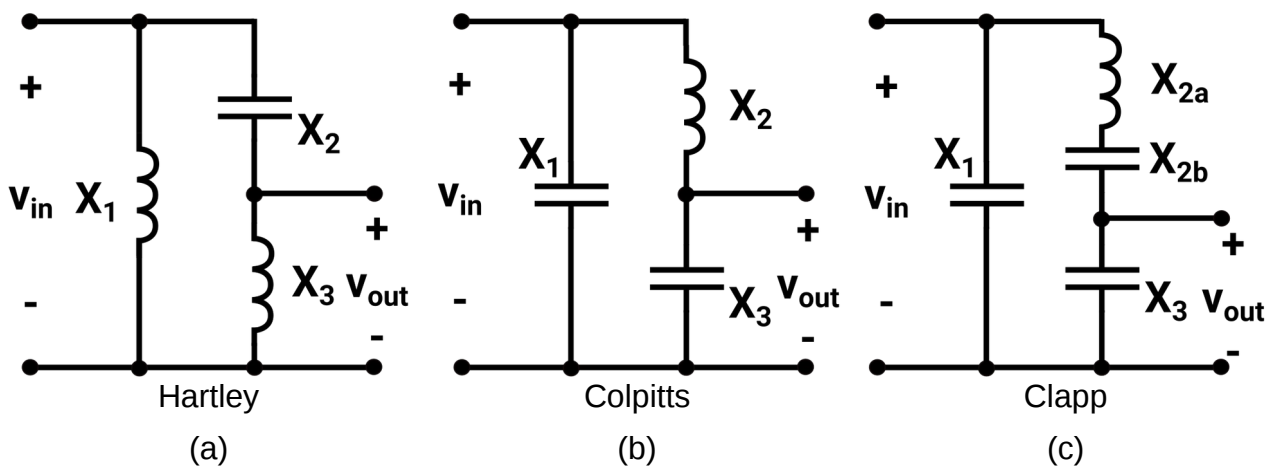 +
X₂
vᵢₙ X₁
+
X₃ vₒᵤₜ
-
-
Hartley
(a)
+
X₂
X₁
vᵢₙ
+
-
X₃ vₒᵤₜ
-
Colpitts
(b)
+
X₂ₐ
X₁
X₂b
vᵢₙ
+
-
X₃ vₒᵤₜ
-
Clapp
(c)